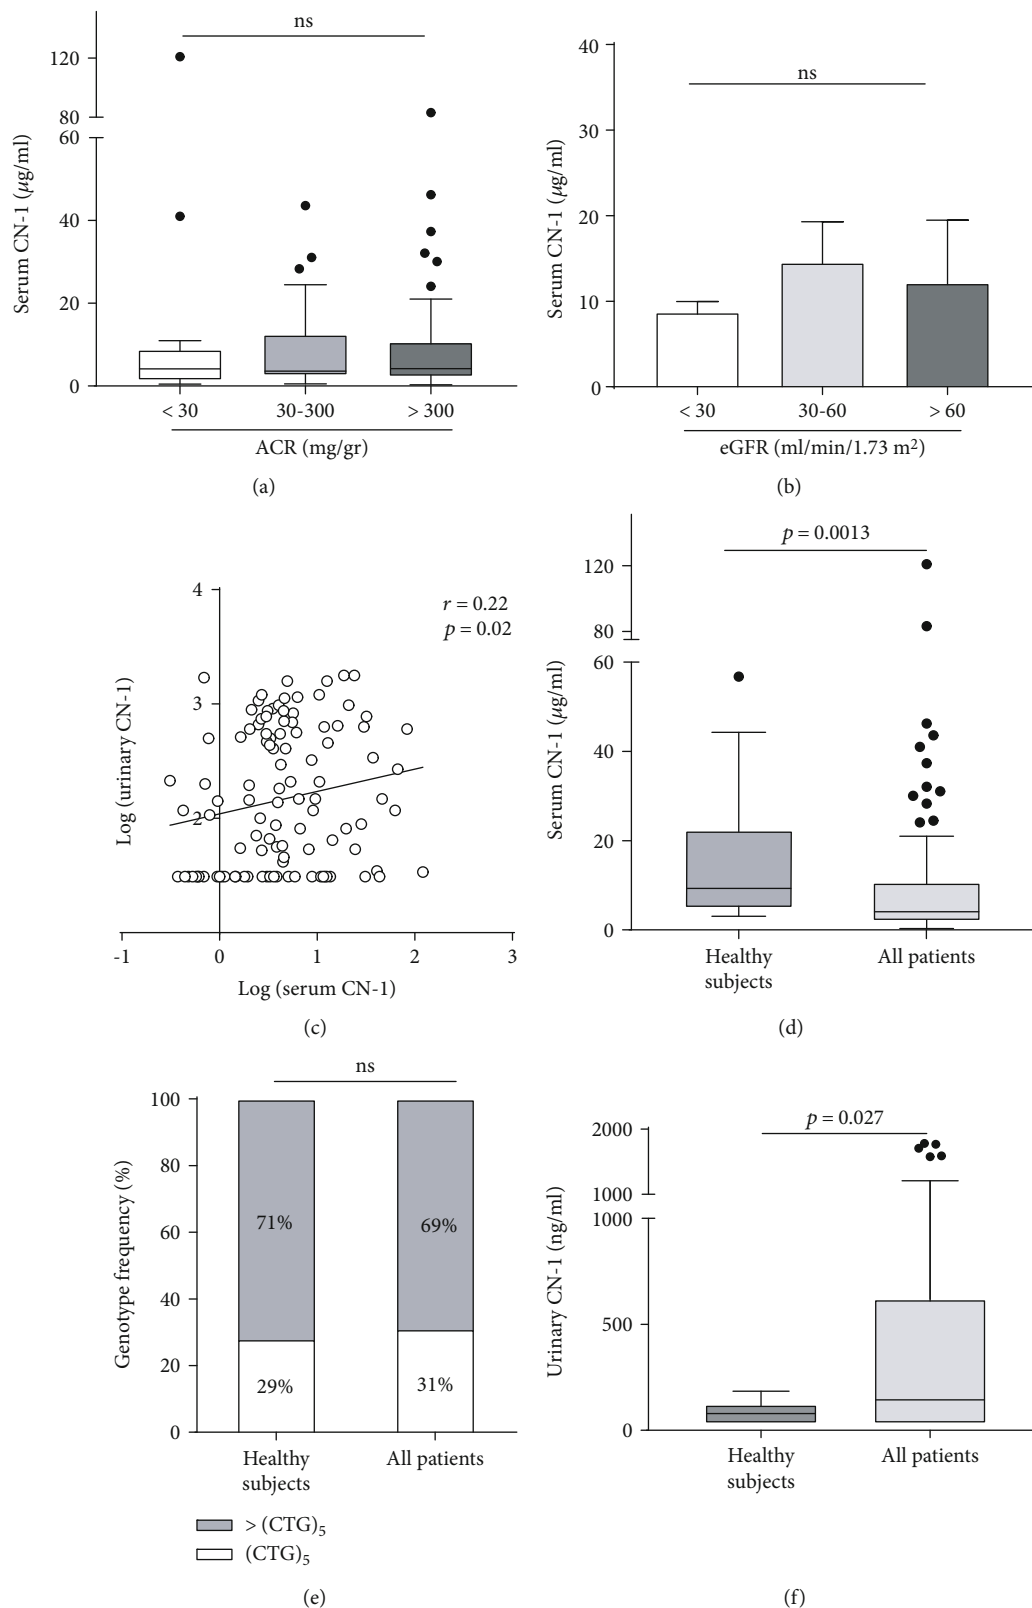 ns
120
80
60
40
20
0
Serum CN-1 (μg/ml)
< 30
30-300
> 300
ACR (mg/gr)
(a)
ns
40
30
20
10
0
Serum CN-1 (μg/ml)
< 30
30-60
> 60
eGFR (ml/min/1.73 m²)
(b)
4
3
2
r = 0.22
p = 0.02
Log (urinary CN-1)
-1
0
1
2
3
Log (serum CN-1)
(c)
p = 0.0013
120
80
60
40
20
0
Serum CN-1 (μg/ml)
Healthy
subjects
All patients
(d)
ns
100
80
60
40
20
0
Genotype frequency (%)
71%
69%
29%
31%
Healthy
subjects
All patients
> (CTG)₅
(CTG)₅
(e)
p = 0.027
2000
1000
1000
500
0
Urinary CN-1 (ng/ml)
Healthy
subjects
All patients
(f)